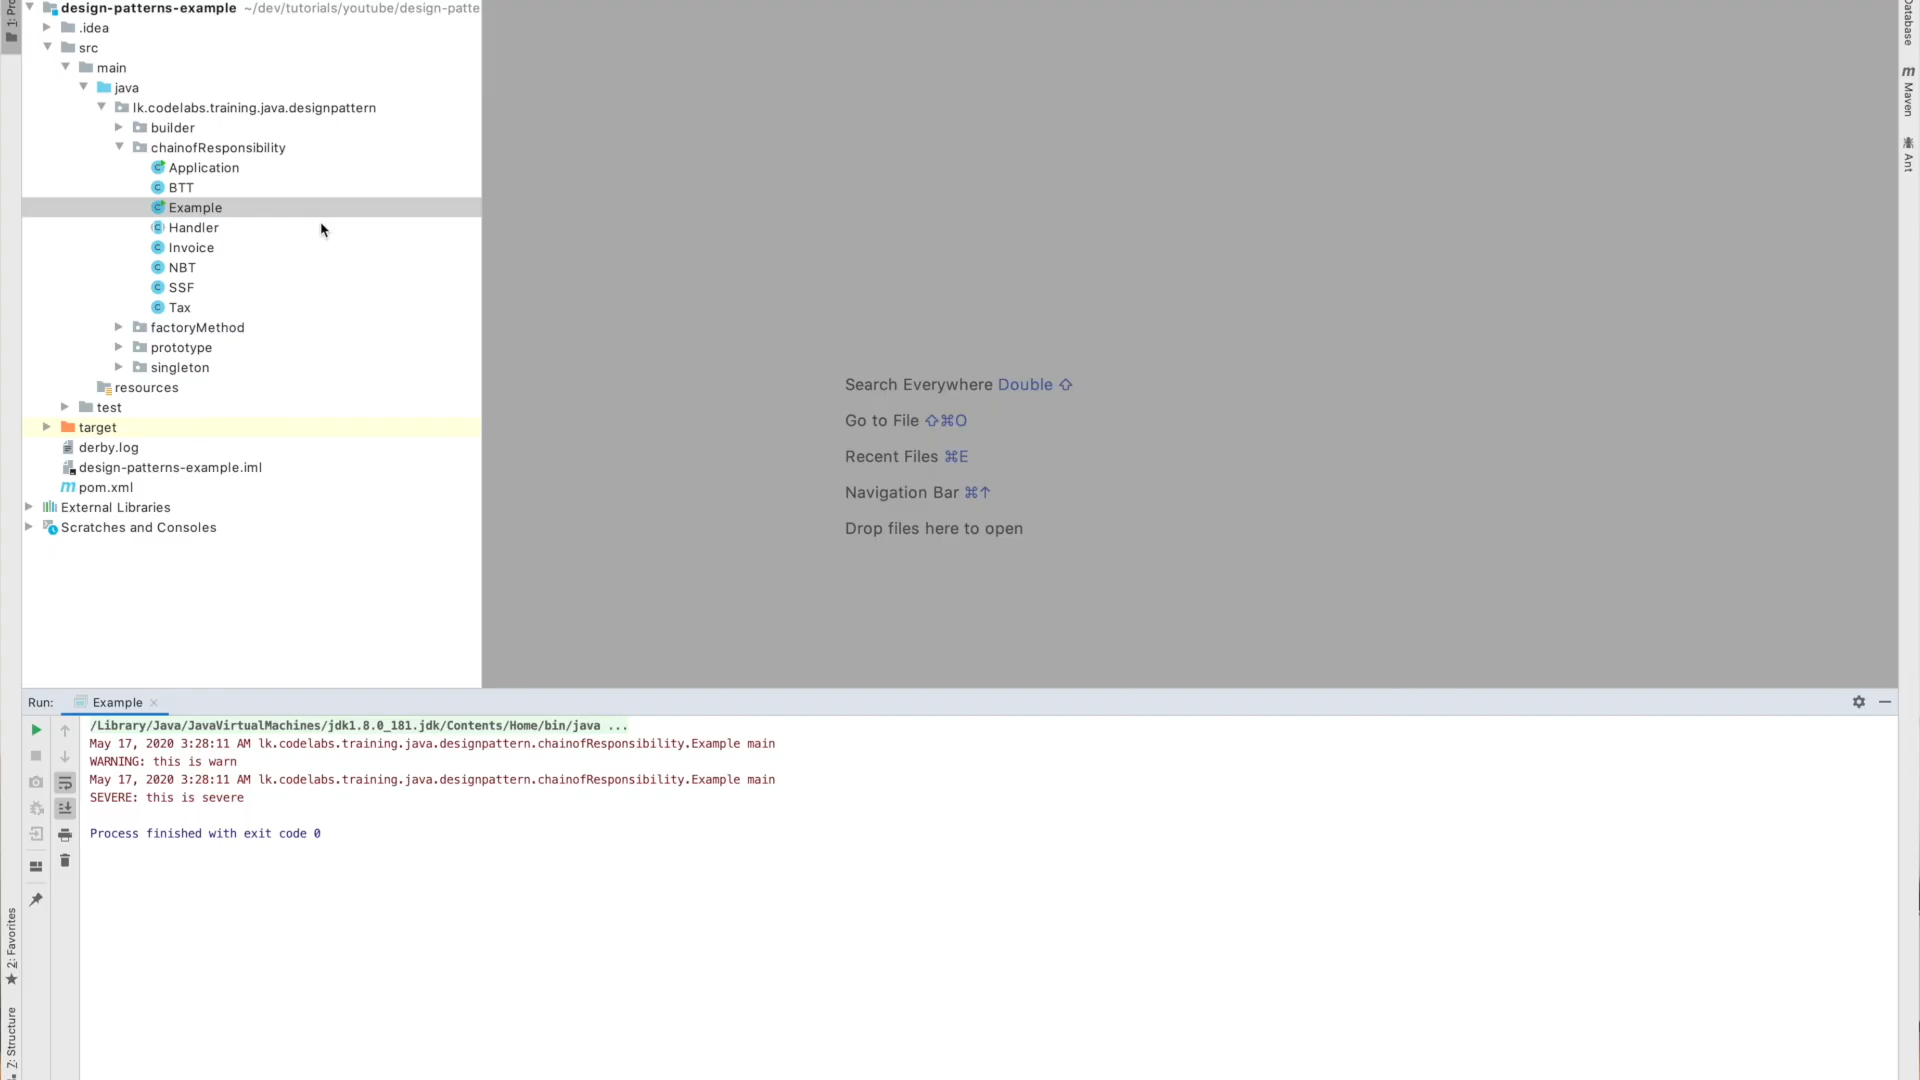 design-patterns-example ~/dev/tutorials/youtube/design-patte
.idea
src
main
java
lk.codelabs.training.java.designpattern
builder
chainofResponsibility
Application
BTT
Example
Handler
Invoice
NBT
SSF
Tax
factoryMethod
prototype
singleton
resources
test
target
derby.log
design-patterns-example.iml
pom.xml
External Libraries
Scratches and Consoles
Search Everywhere Double ⇧
Go to File ⇧⌘O
Recent Files ⌘E
Navigation Bar ⌘↑
Drop files here to open
Database
Maven
Ant
Run: Example
/Library/Java/JavaVirtualMachines/jdk1.8.0_181.jdk/Contents/Home/bin/java ...
May 17, 2020 3:28:11 AM lk.codelabs.training.java.designpattern.chainofResponsibility.Example main
WARNING: this is warn
May 17, 2020 3:28:11 AM lk.codelabs.training.java.designpattern.chainofResponsibility.Example main
SEVERE: this is severe
Process finished with exit code 0
2: Favorites
Z: Structure